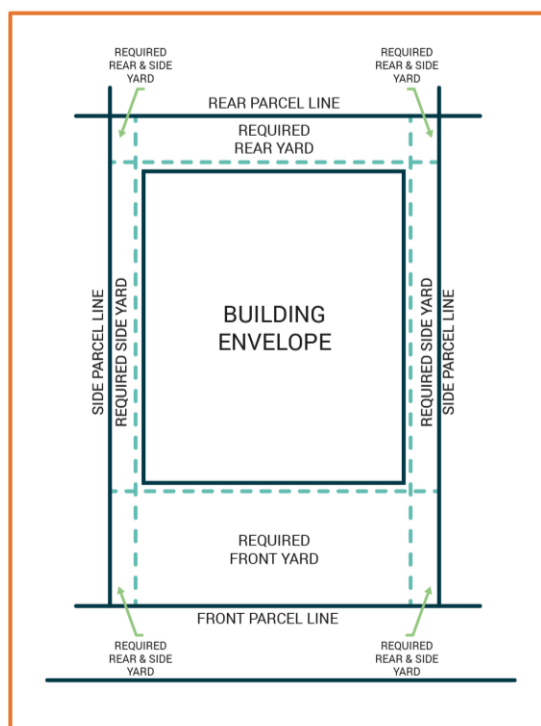 REQUIRED
REAR & SIDE
YARD
REQUIRED
REAR & SIDE
YARD
REAR PARCEL LINE
REQUIRED
REAR YARD
SIDE PARCEL LINE
REQUIRED SIDE YARD
BUILDING
ENVELOPE
REQUIRED SIDE YARD
SIDE PARCEL LINE
REQUIRED
FRONT YARD
FRONT PARCEL LINE
REQUIRED
REAR & SIDE
YARD
REQUIRED
REAR & SIDE
YARD